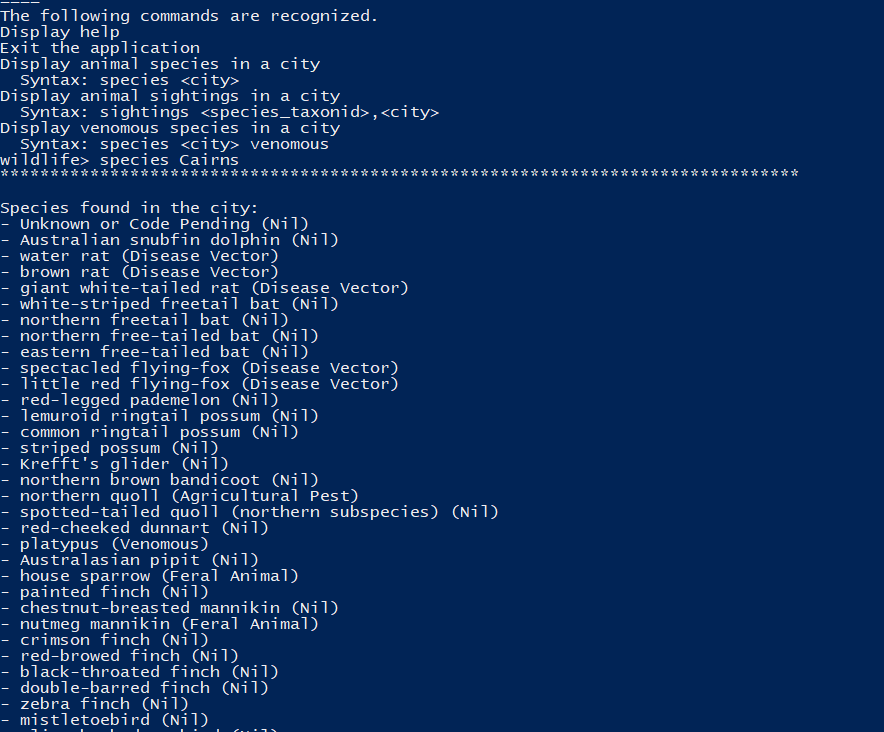 ====
The following commands are recognized.
Display help
Exit the application
Display animal species in a city
  Syntax: species <city>
Display animal sightings in a city
  Syntax: sightings <species_taxonid>,<city>
Display venomous species in a city
  Syntax: species <city> venomous
wildlife> species Cairns
********************************************************************************
Species found in the city:
- Unknown or Code Pending (Nil)
- Australian snubfin dolphin (Nil)
- water rat (Disease Vector)
- brown rat (Disease Vector)
- giant white-tailed rat (Disease Vector)
- white-striped freetail bat (Nil)
- northern freetail bat (Nil)
- northern free-tailed bat (Nil)
- eastern free-tailed bat (Nil)
- spectacled flying-fox (Disease Vector)
- little red flying-fox (Disease Vector)
- red-legged pademelon (Nil)
- lemuroid ringtail possum (Nil)
- common ringtail possum (Nil)
- striped possum (Nil)
- Krefft's glider (Nil)
- northern brown bandicoot (Nil)
- northern quoll (Agricultural Pest)
- spotted-tailed quoll (northern subspecies) (Nil)
- red-cheeked dunnart (Nil)
- platypus (Venomous)
- Australasian pipit (Nil)
- house sparrow (Feral Animal)
- painted finch (Nil)
- chestnut-breasted mannikin (Nil)
- nutmeg mannikin (Feral Animal)
- crimson finch (Nil)
- red-browed finch (Nil)
- black-throated finch (Nil)
- double-barred finch (Nil)
- zebra finch (Nil)
- mistletoebird (Nil)